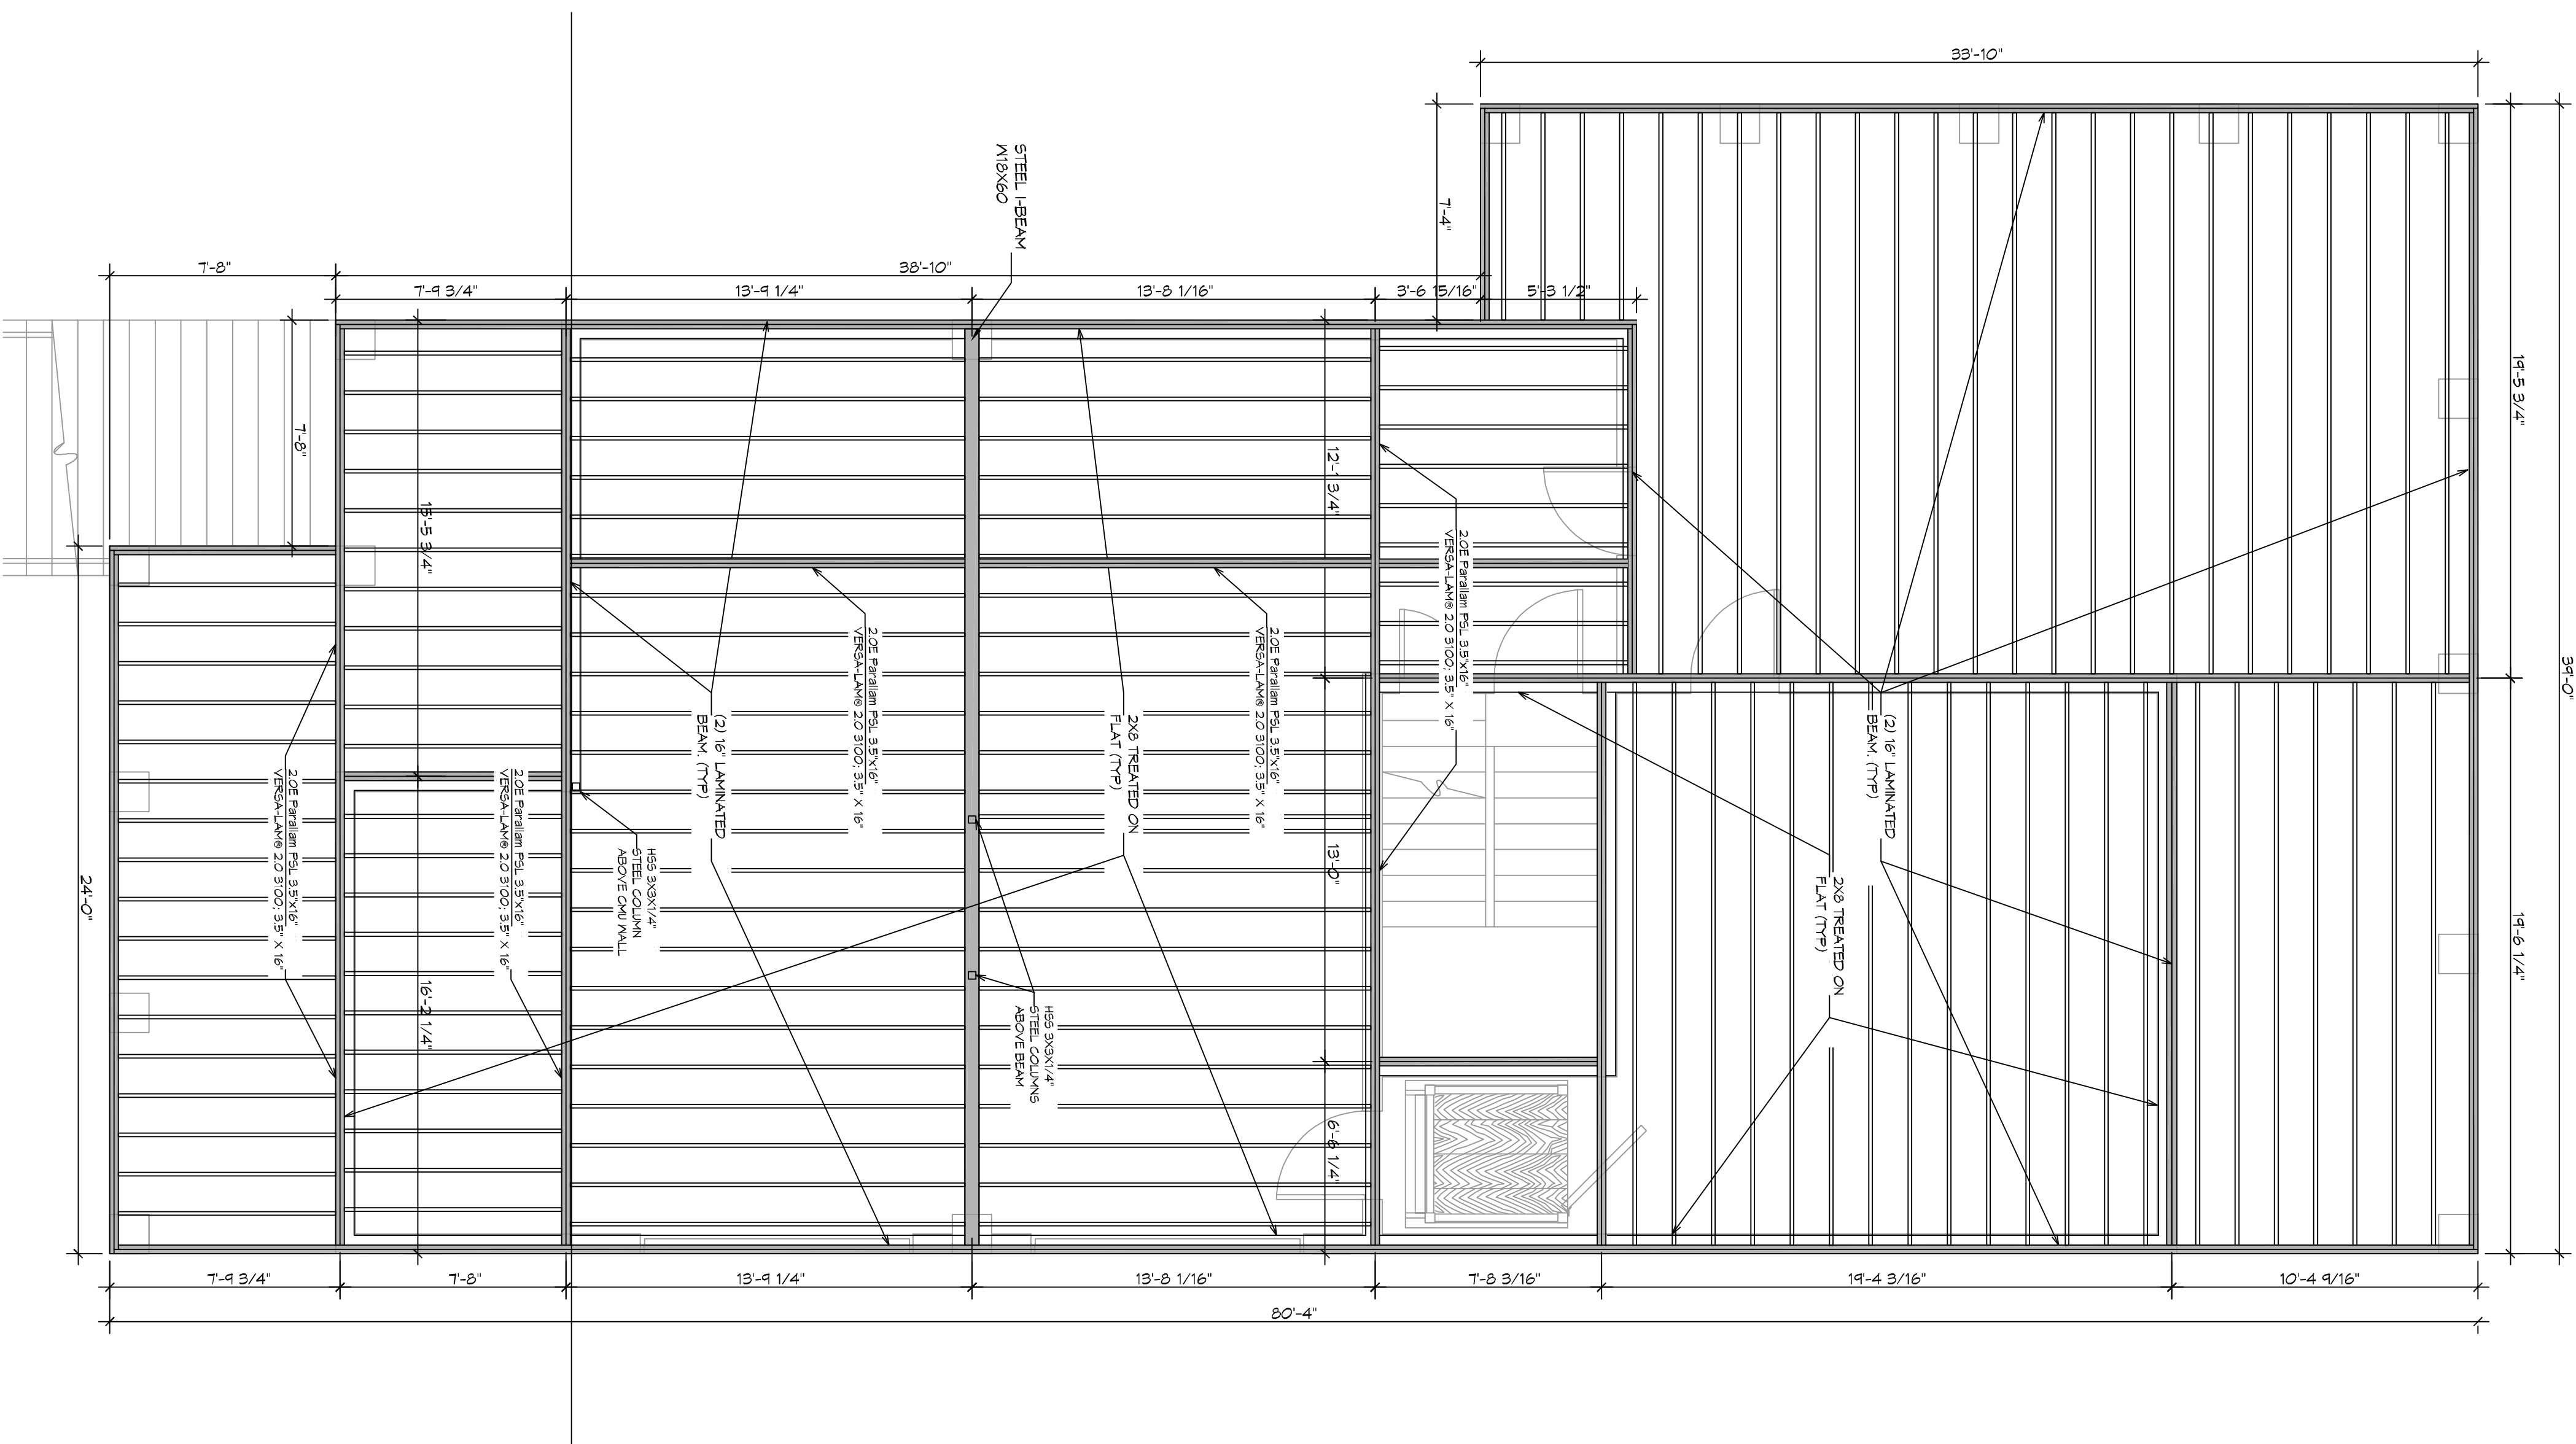 33'-10"
7'-4"
STEEL I-BEAM
W18X60
7'-8"
38'-10"
7'-9 3/4"
13'-9 1/4"
13'-8 1/16"
3'-6 15/16"
5'-3 1/2"
19'-5 3/4"
39'-0"
19'-6 1/4"
7'-8"
15'-5 3/4"
12'-1 3/4"
2.0E Parallam PSL 3.5"x16"
VERSA-LAM® 2.0 3100; 3.5" X 16"
2.0E Parallam PSL 3.5"x16"
VERSA-LAM® 2.0 3100; 3.5" X 16"
2.0E Parallam PSL 3.5"x16"
VERSA-LAM® 2.0 3100; 3.5" X 16"
(2) 16" LAMINATED
BEAM. (TYP)
2X8 TREATED ON
FLAT (TYP)
(2) 16" LAMINATED
BEAM. (TYP)
2.0E Parallam PSL 3.5"x16"
VERSA-LAM® 2.0 3100; 3.5" X 16"
2.0E Parallam PSL 3.5"x16"
VERSA-LAM® 2.0 3100; 3.5" X 16"
HSS 3X3X1/4"
STEEL COLUMN
ABOVE CMU WALL
13'-0"
2X8 TREATED ON
FLAT (TYP)
24'-0"
16'-2 1/4"
HSS 3X3X1/4"
STEEL COLUMNS
ABOVE BEAM
6'-6 1/4"
7'-9 3/4"
7'-8"
13'-9 1/4"
13'-8 1/16"
7'-8 3/16"
19'-4 3/16"
10'-4 9/16"
80'-4"